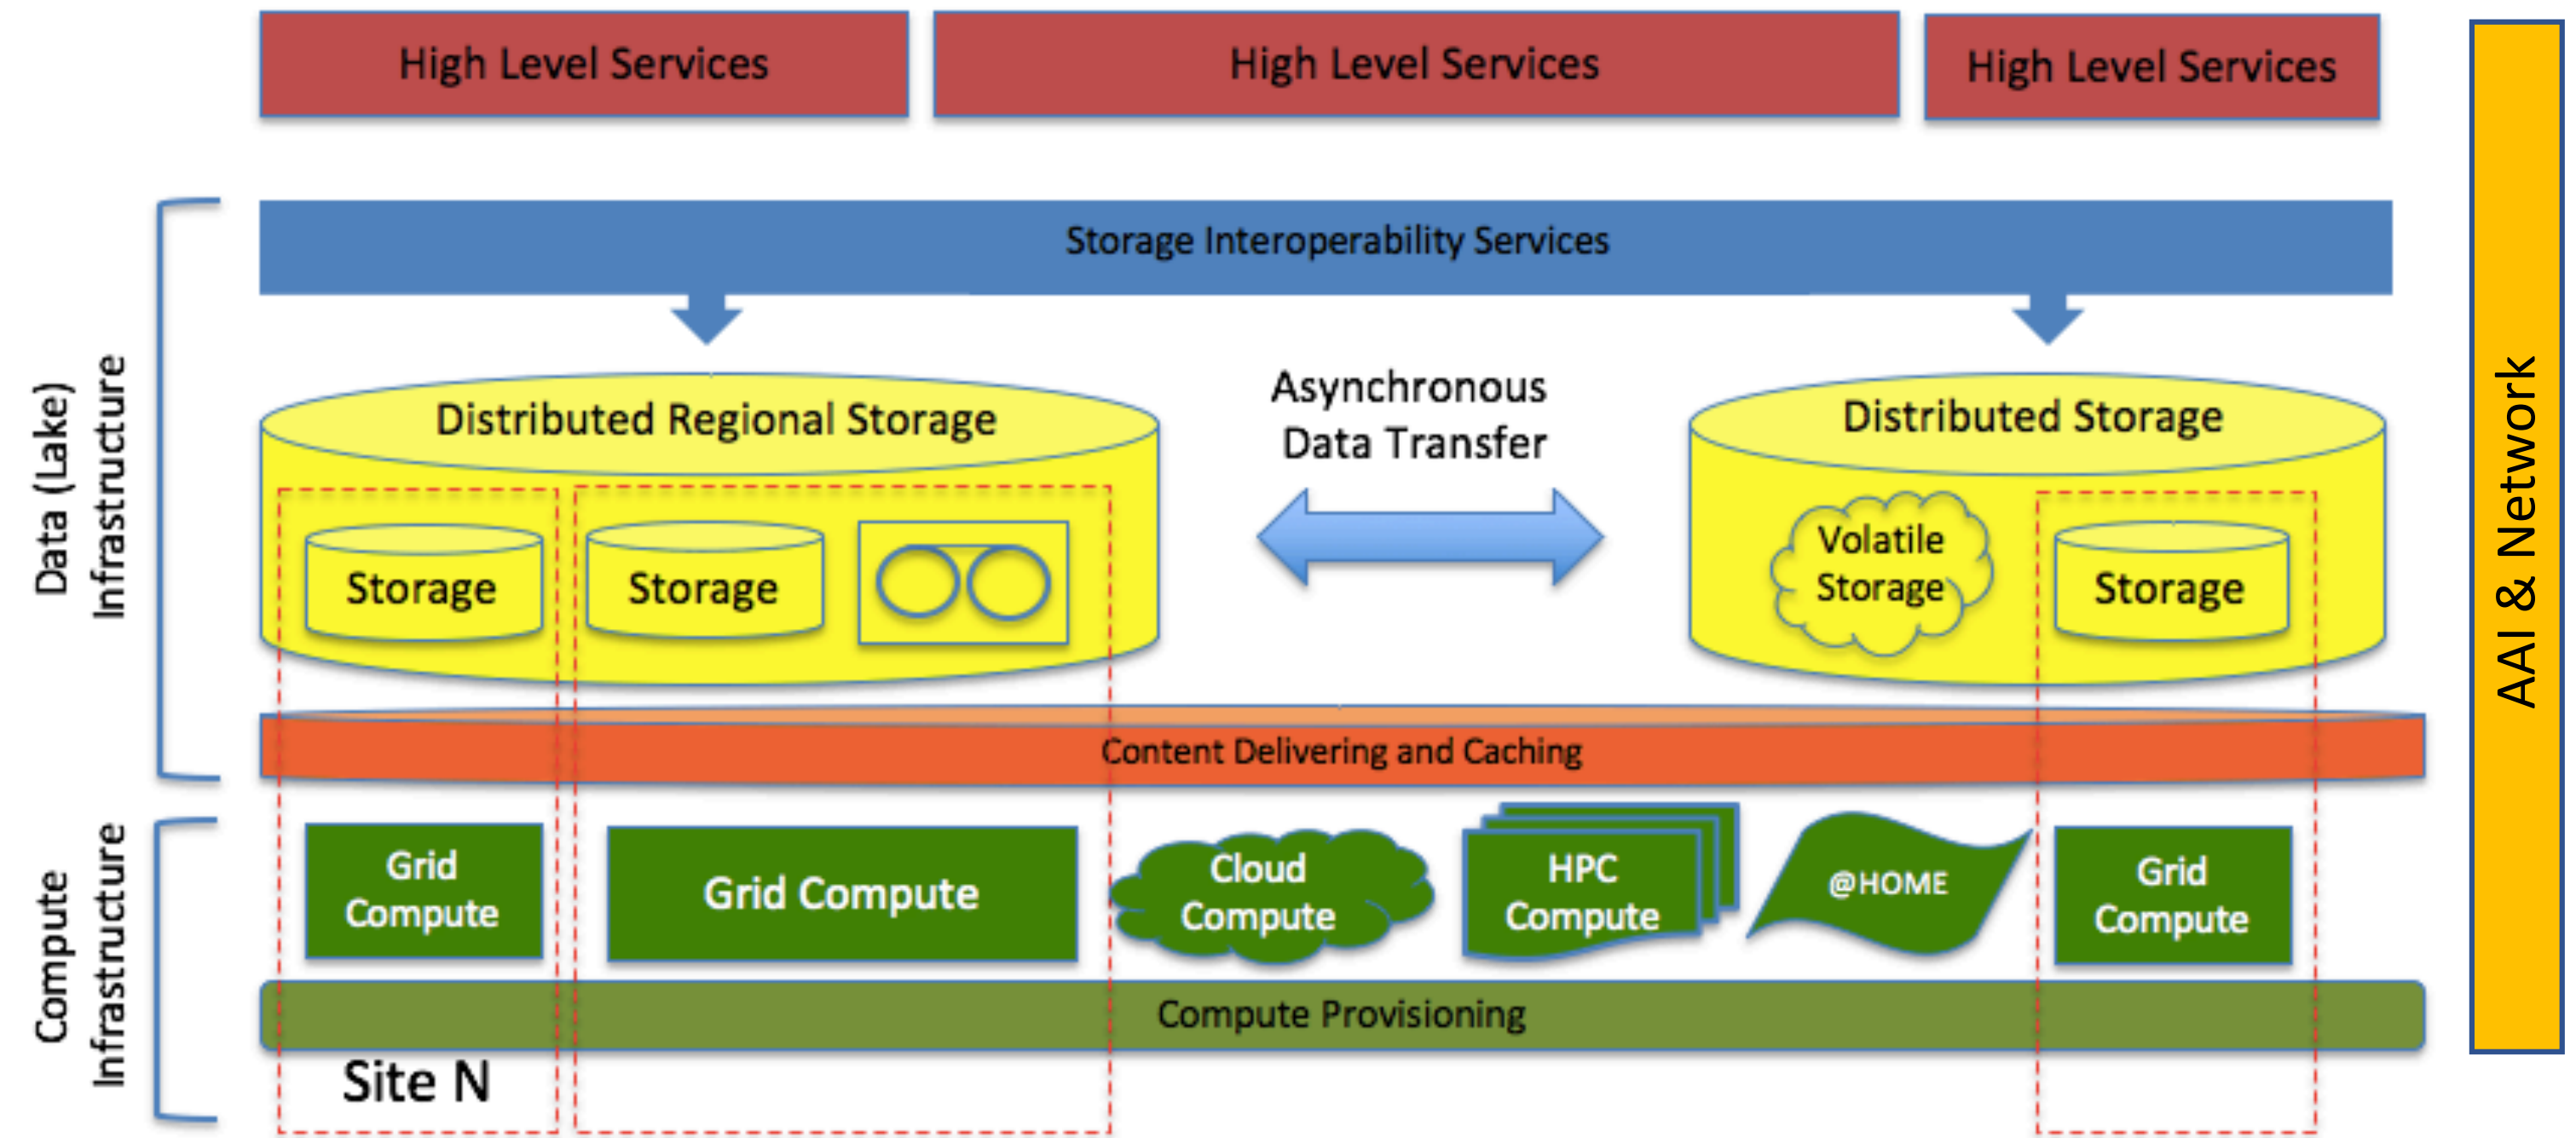 High Level Services
High Level Services
High Level Services
Storage Interoperability Services
Data (Lake)
Infrastructure
Distributed Regional Storage
Asynchronous
Data Transfer
Distributed Storage
Storage
Storage
Volatile
Storage
Storage
Content Delivering and Caching
Compute
Infrastructure
Grid
Compute
Grid Compute
Cloud
Compute
HPC
Compute
@HOME
Grid
Compute
Compute Provisioning
Site N
AAI & Network